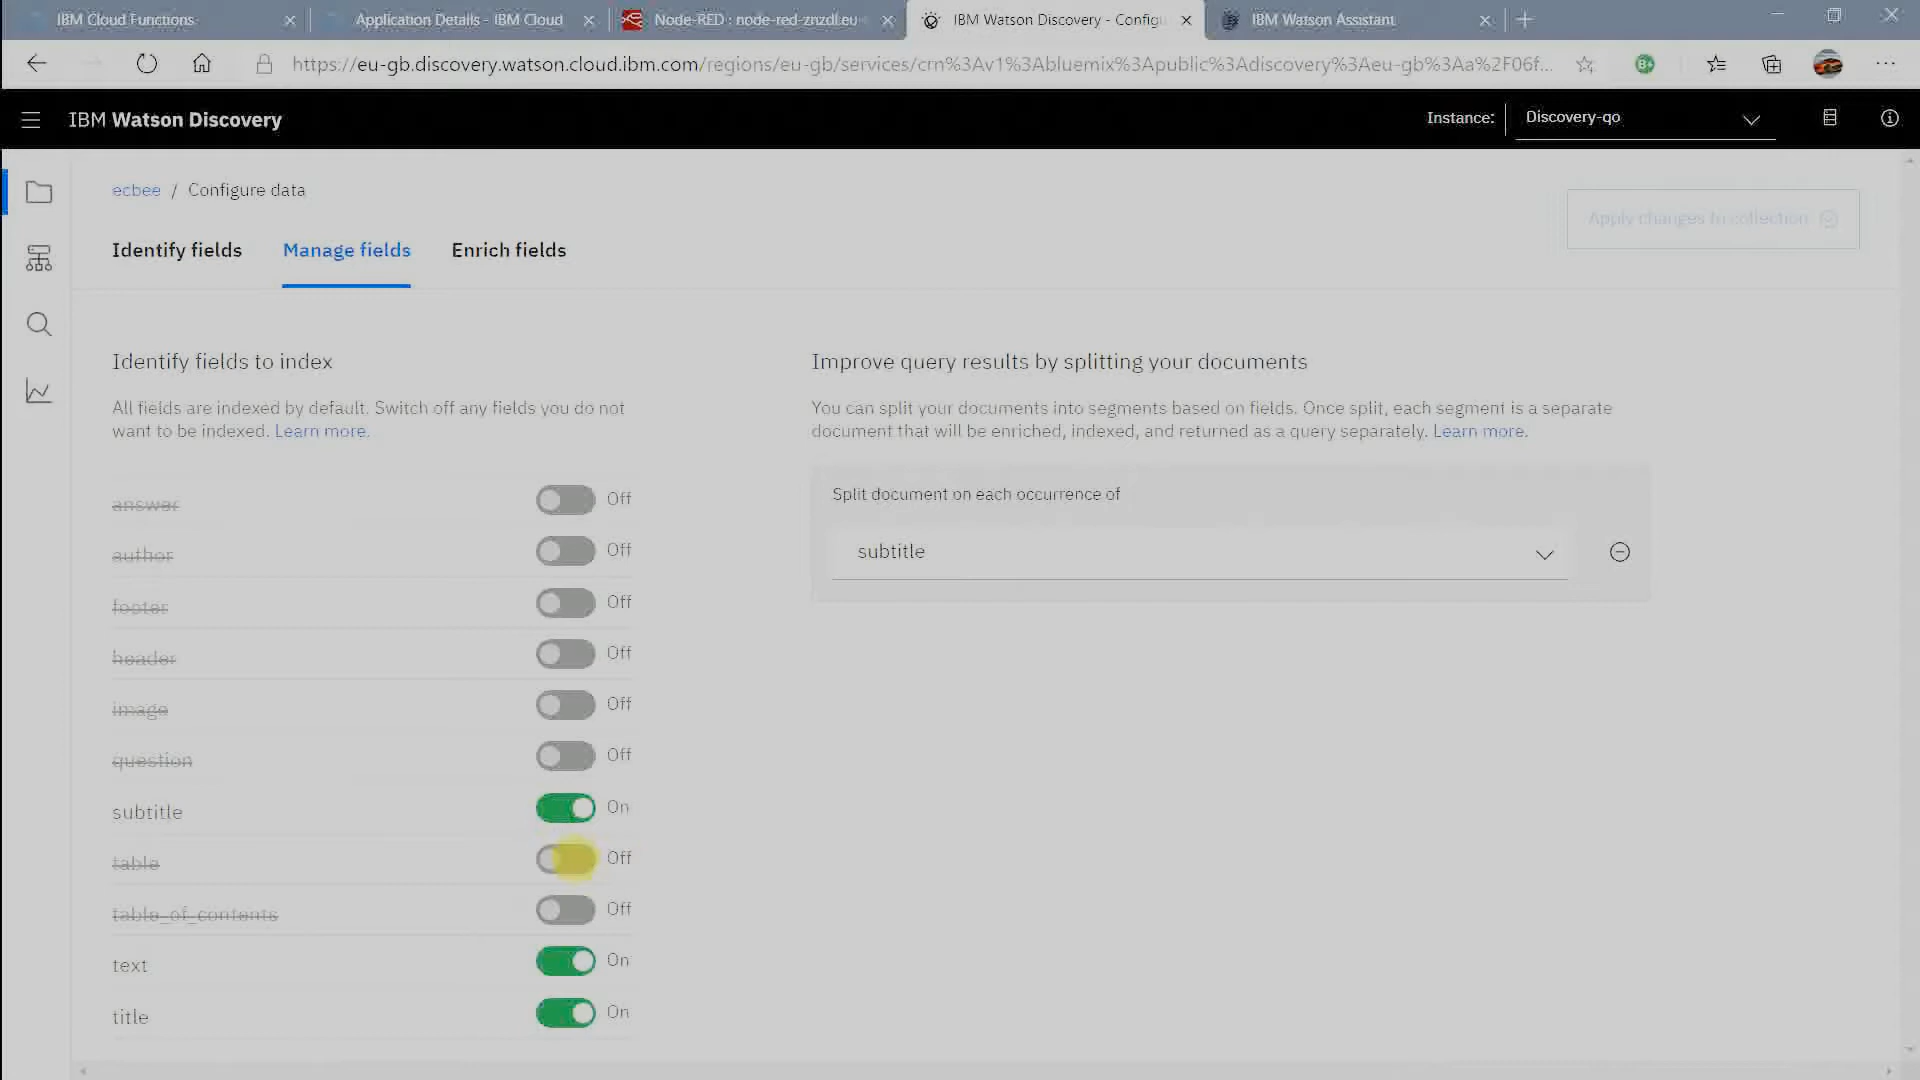 IBM Cloud Functions
Application Details - IBM Cloud
Node-RED : node-red-znzdl.eu
IBM Watson Discovery - Config
IBM Watson Assistant
https://eu-gb.discovery.watson.cloud.ibm.com/regions/eu-gb/services/crn%3Av1%3Abluemix%3Apublic%3Adiscovery%3Aeu-gb%3Aa%2F06f...
IBM Watson Discovery
Instance:
Discovery-qo
ecbee / Configure data
Apply changes to collection
Identify fields
Manage fields
Enrich fields
Identify fields to index
All fields are indexed by default. Switch off any fields you do not
want to be indexed. Learn more.
answer Off
author Off
footer Off
header Off
image Off
question Off
subtitle On
table Off
table_of_contents Off
text On
title On
Improve query results by splitting your documents
You can split your documents into segments based on fields. Once split, each segment is a separate
document that will be enriched, indexed, and returned as a query separately. Learn more.
Split document on each occurrence of
subtitle